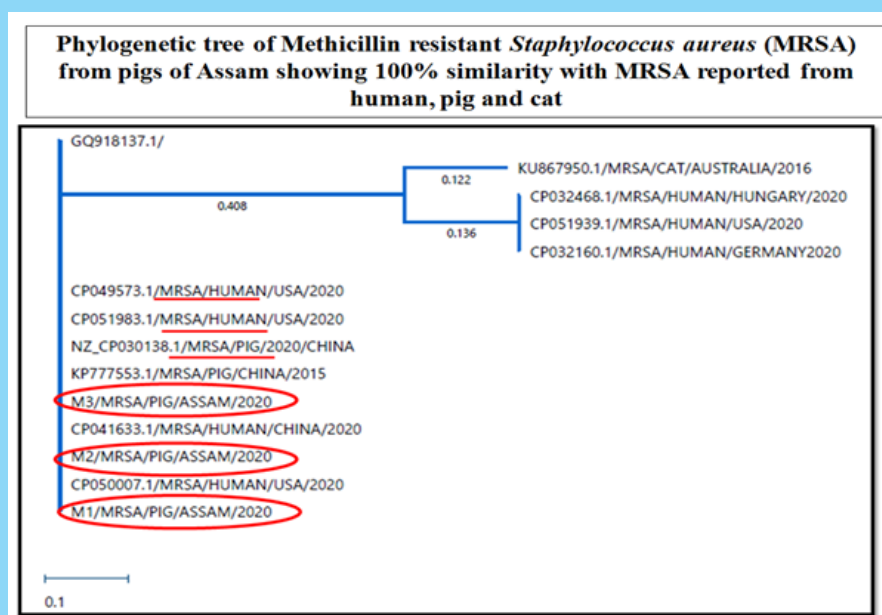 Phylogenetic tree of Methicillin resistant Staphylococcus aureus (MRSA)
from pigs of Assam showing 100% similarity with MRSA reported from
human, pig and cat
GQ918137.1/
KU867950.1/MRSA/CAT/AUSTRALIA/2016
0.122
CP032468.1/MRSA/HUMAN/HUNGARY/2020
0.408
CP051939.1/MRSA/HUMAN/USA/2020
0.136
CP032160.1/MRSA/HUMAN/GERMANY2020
CP049573.1/MRSA/HUMAN/USA/2020
CP051983.1/MRSA/HUMAN/USA/2020
NZ_CP030138.1/MRSA/PIG/2020/CHINA
KP777553.1/MRSA/PIG/CHINA/2015
M3/MRSA/PIG/ASSAM/2020
CP041633.1/MRSA/HUMAN/CHINA/2020
M2/MRSA/PIG/ASSAM/2020
CP050007.1/MRSA/HUMAN/USA/2020
M1/MRSA/PIG/ASSAM/2020
0.1